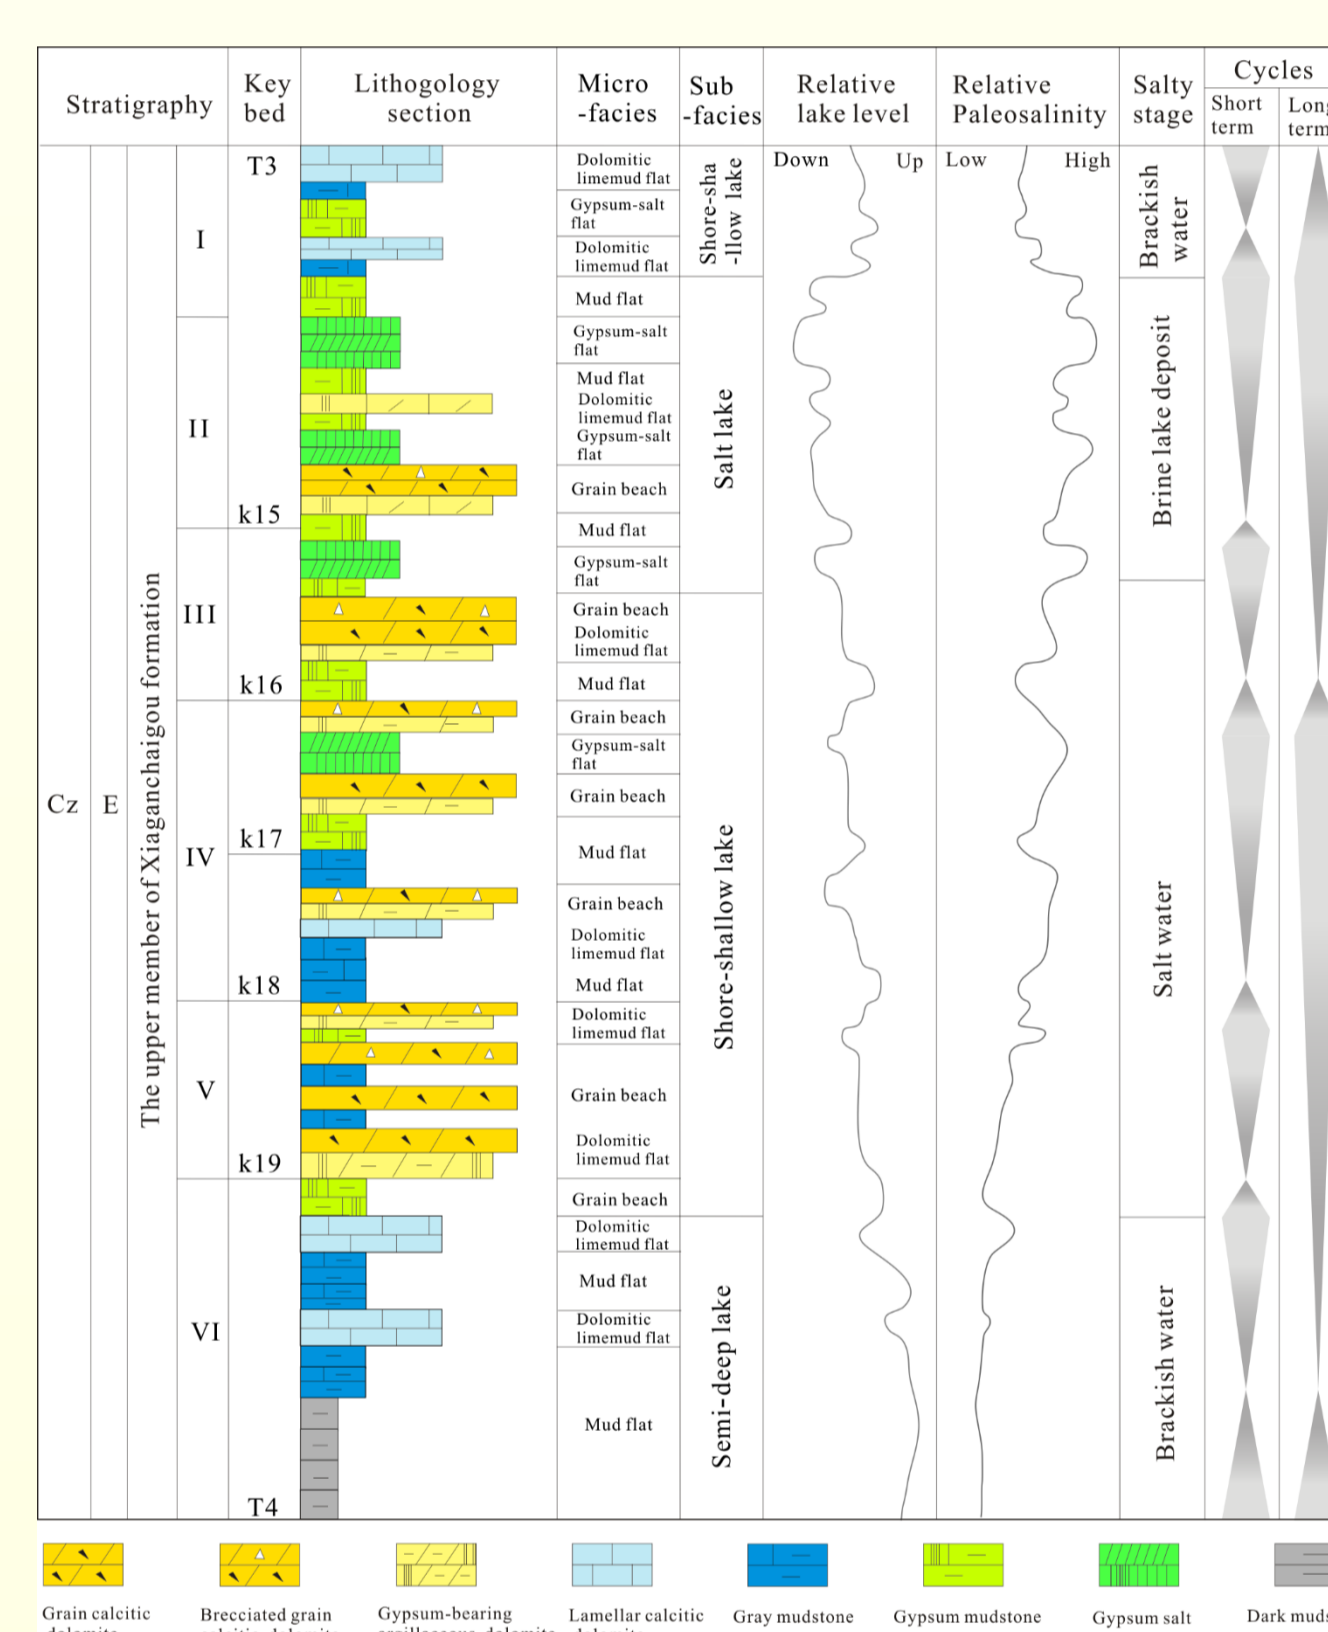 Stratigraphy
Key
bed
Lithogology
section
Micro
-facies
Sub
-facies
Relative
lake level
Relative
Paleosalinity
Salty
stage
Cycles
Short
term
Long
term
Down
Up
Low
High
Cz
E
The upper member of Xiaganchaigou formation
I
II
III
IV
V
VI
T3
k15
k16
k17
k18
k19
T4
Dolomitic
limemud flat
Gypsum-salt
flat
Dolomitic
limemud flat
Mud flat
Gypsum-salt
flat
Mud flat
Dolomitic
limemud flat
Gypsum-salt
flat
Grain beach
Mud flat
Gypsum-salt
flat
Grain beach
Dolomitic
limemud flat
Mud flat
Grain beach
Gypsum-salt
flat
Grain beach
Mud flat
Grain beach
Dolomitic
limemud flat
Mud flat
Dolomitic
limemud flat
Grain beach
Dolomitic
limemud flat
Grain beach
Dolomitic
limemud flat
Mud flat
Dolomitic
limemud flat
Mud flat
Shore-sha
-llow lake
Salt lake
Shore-shallow lake
Semi-deep lake
Brackish
water
Brine lake deposit
Salt water
Brackish water
Grain calcitic
Brecciated grain
Gypsum-bearing
Lamellar calcitic
Gray mudstone
Gypsum mudstone
Gypsum salt
Dark muds